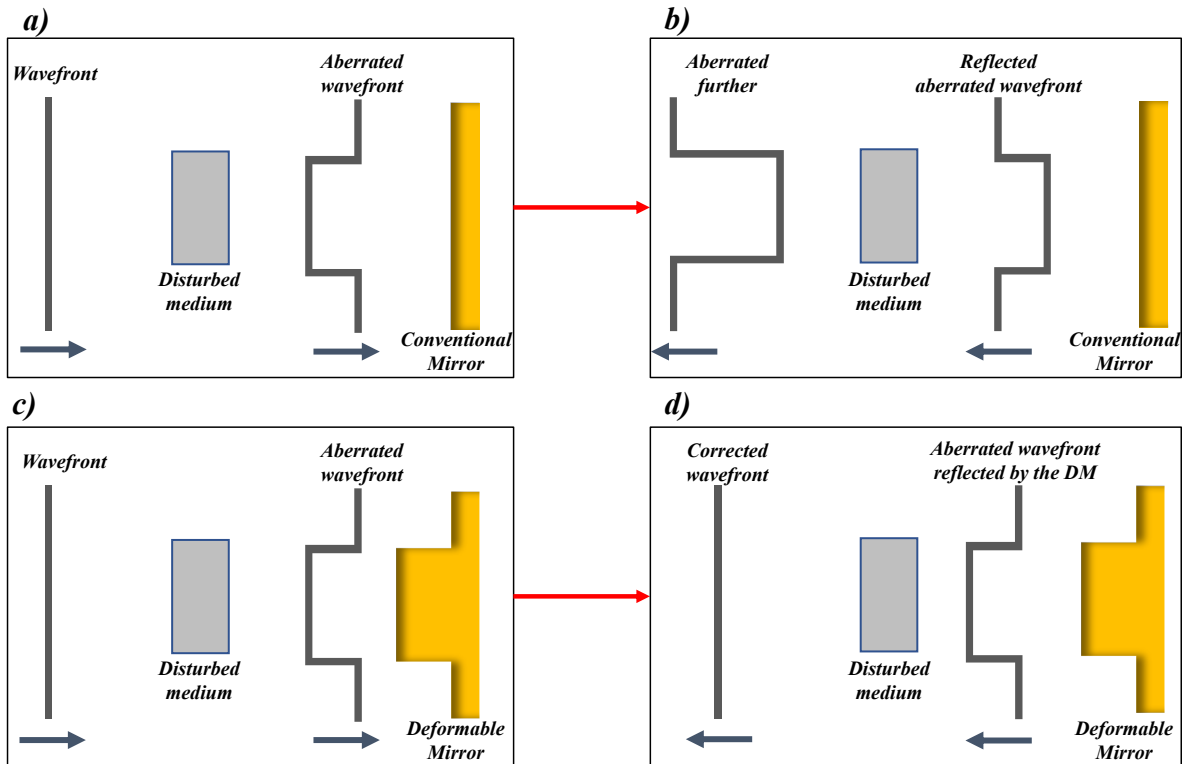 a)
Wavefront
Aberrated
wavefront
Disturbed
medium
Conventional
Mirror
b)
Aberrated
further
Reflected
aberrated wavefront
Disturbed
medium
Conventional
Mirror
c)
Wavefront
Aberrated
wavefront
Disturbed
medium
Deformable
Mirror
d)
Corrected
wavefront
Aberrated wavefront
reflected by the DM
Disturbed
medium
Deformable
Mirror